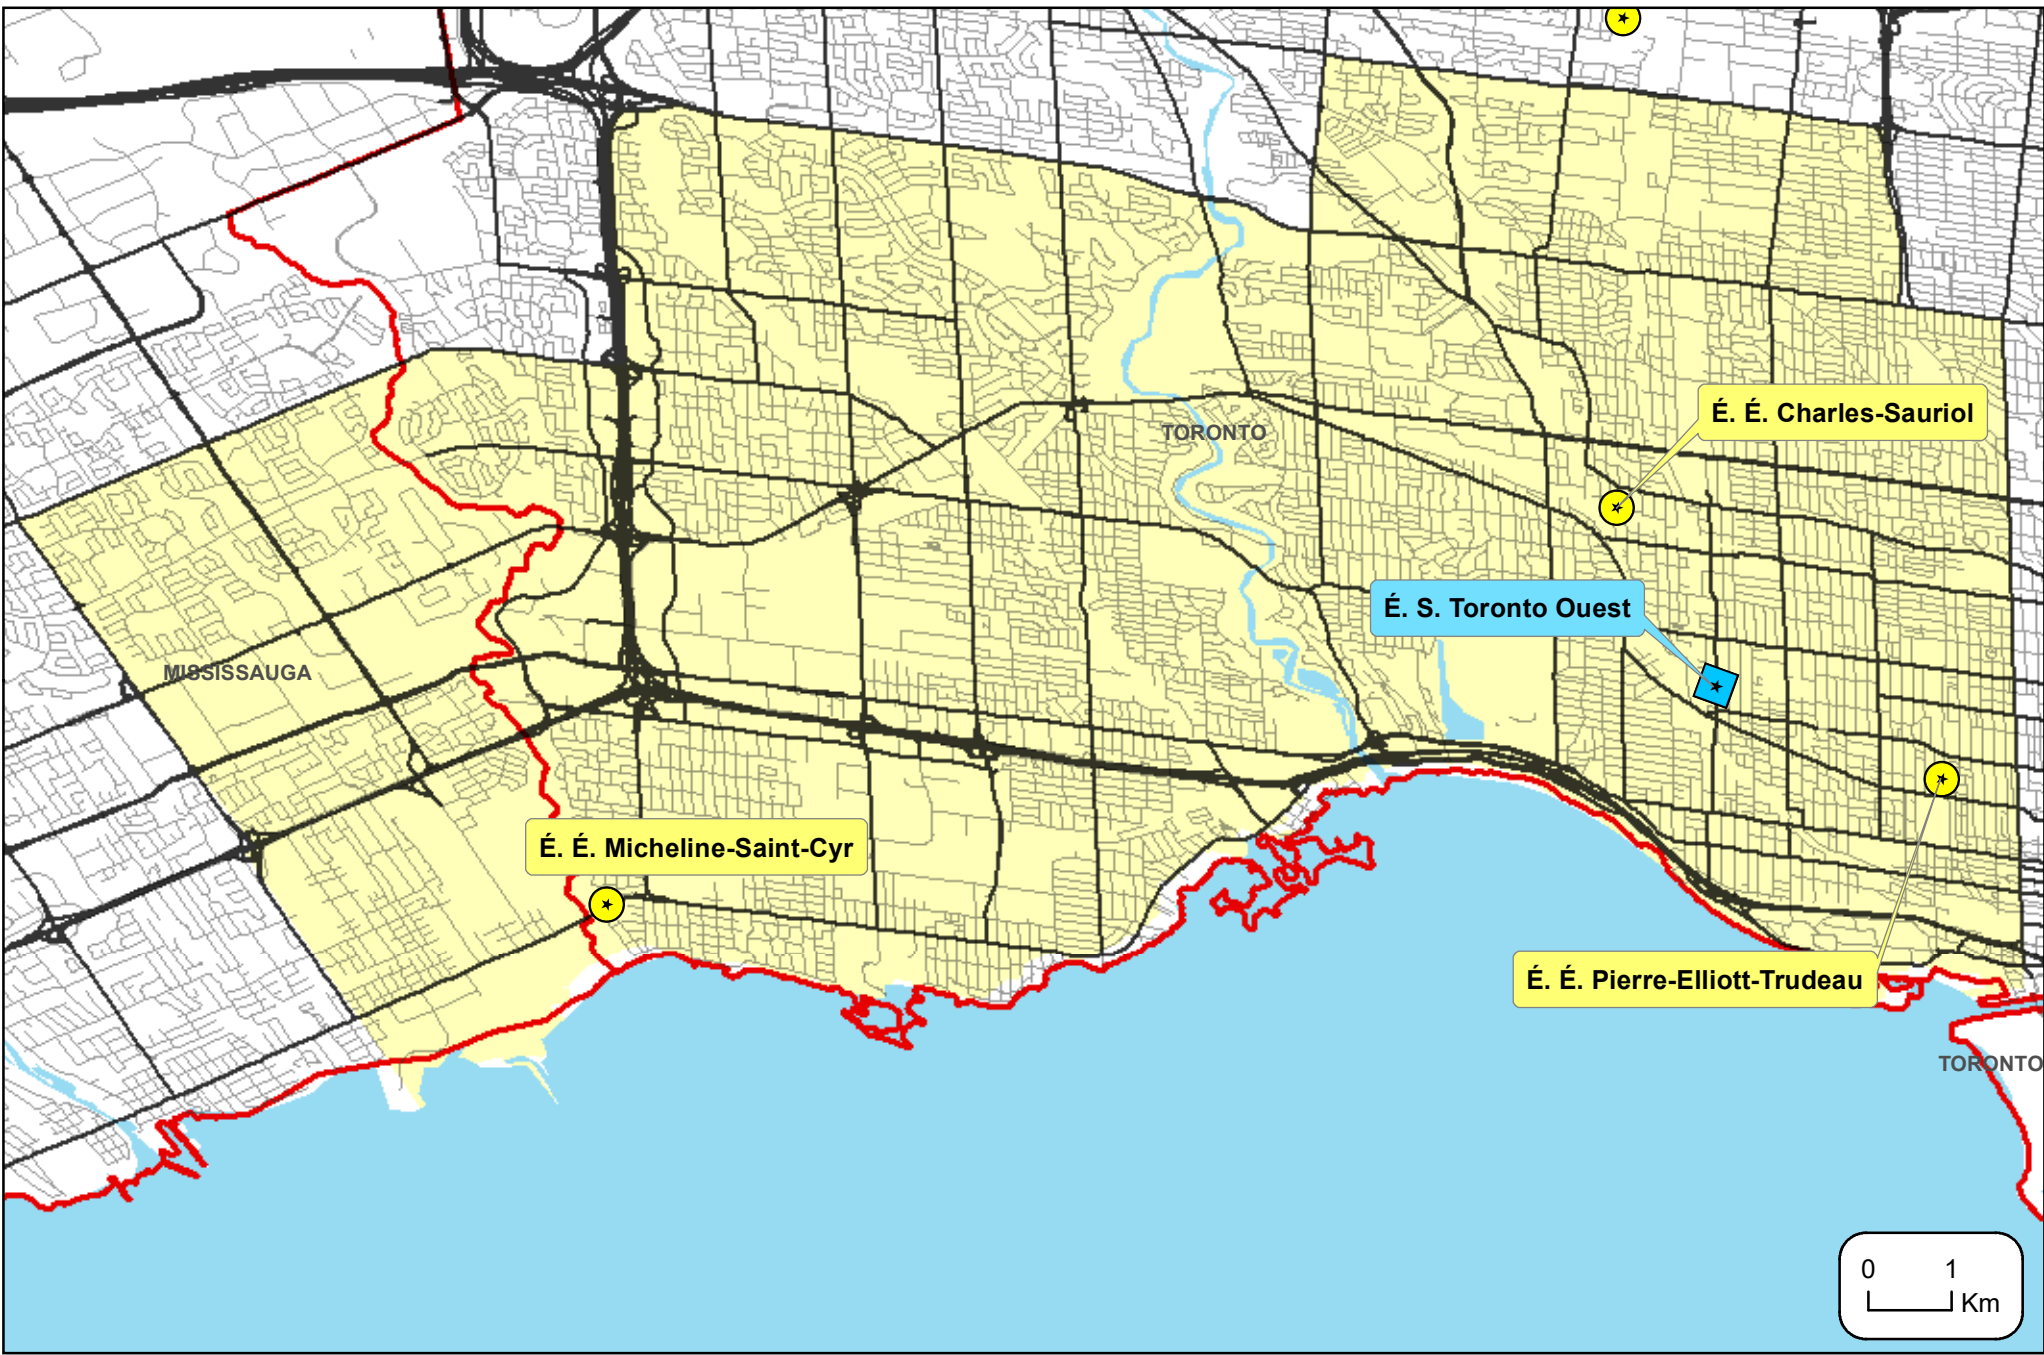 É. É. Charles-Sauriol
TORONTO
É. S. Toronto Ouest
MISSISSAUGA
É. É. Micheline-Saint-Cyr
É. É. Pierre-Elliott-Trudeau
TORONTO
0 1
Km